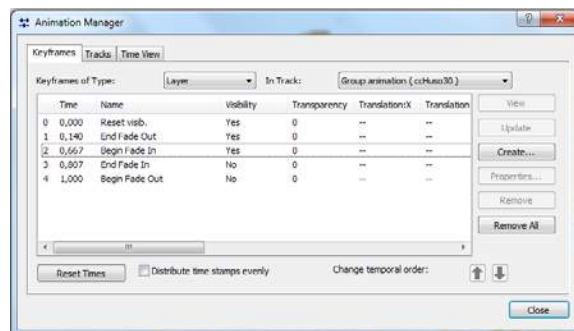 Animation Manager
Keyframes Tracks Time View
Keyframes of Type: Layer In Track: Group animation ( ccHuso30 )
Time Name Visibility Transparency Translation:X Translation
0 0,000 Reset visb. Yes 0 -- --
1 0,140 End Fade Out Yes 0 -- --
2 0,667 Begin Fade In Yes 0 -- --
3 0,807 End Fade In No 0 -- --
4 1,000 Begin Fade Out No 0 -- --
View
Update
Create...
Properties...
Remove
Remove All
Reset Times Distribute time stamps evenly Change temporal order:
Close